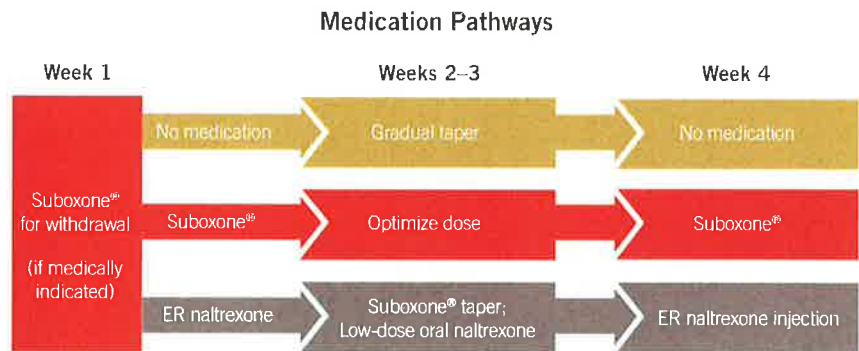 Medication Pathways
Week 1
Weeks 2–3
Week 4
No medication
Gradual taper
No medication
Suboxone®
for withdrawal
(if medically
indicated)
Suboxone®
Optimize dose
Suboxone®
ER naltrexone
Suboxone® taper;
Low-dose oral naltrexone
ER naltrexone injection